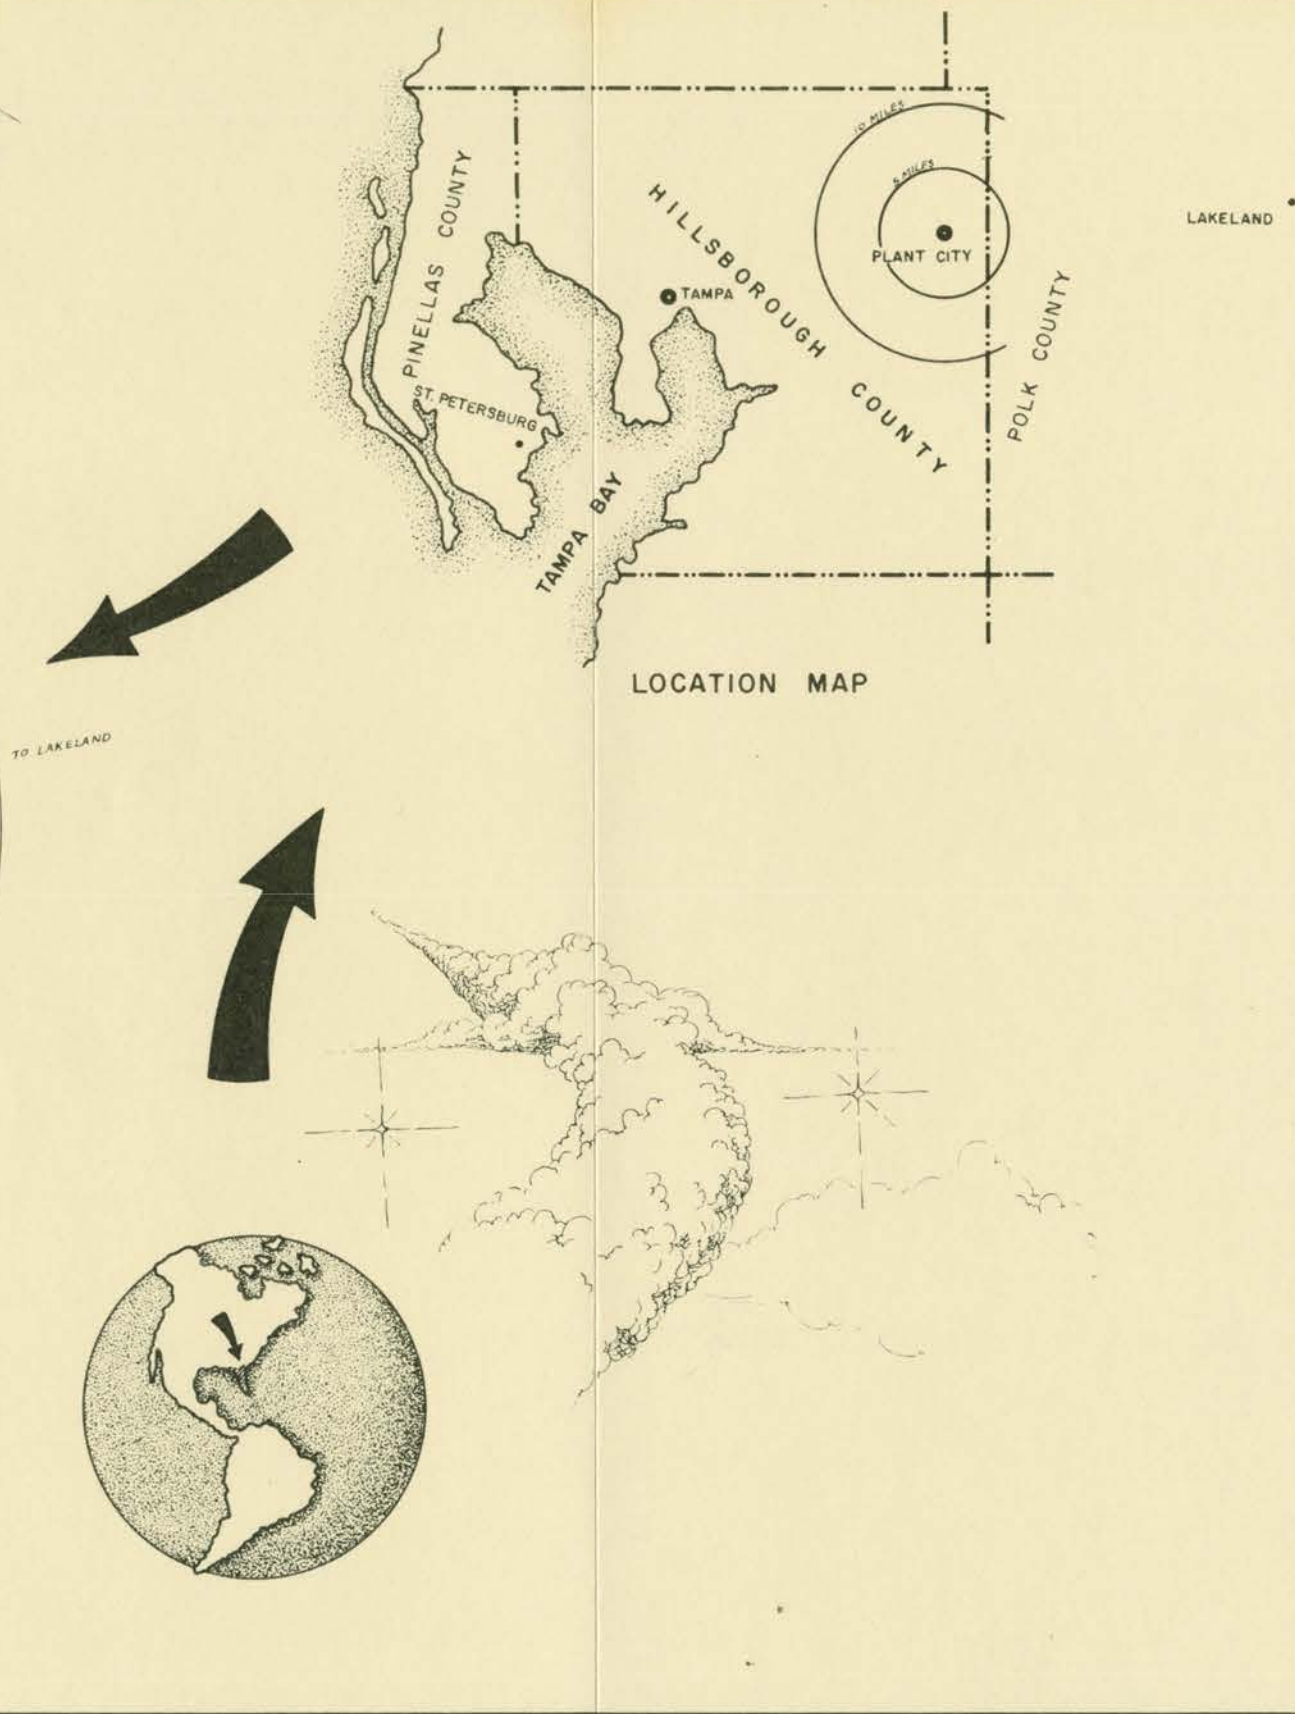 10 MILES
5 MILES
PLANT CITY
LAKELAND
PINELLAS COUNTY
HILLSBOROUGH COUNTY
TAMPA
POLK COUNTY
ST. PETERSBURG
TAMPA BAY
LOCATION MAP
TO LAKELAND